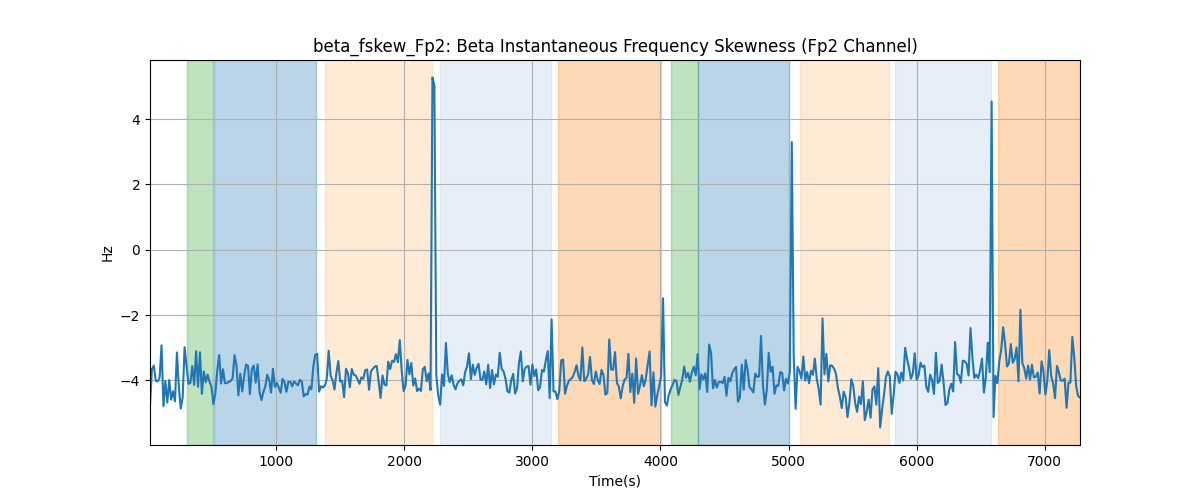 beta_fskew_Fp2: Beta Instantaneous Frequency Skewness (Fp2 Channel)
4
2
0
−2
−4
Hz
1000 2000 3000 4000 5000 6000 7000
Time(s)